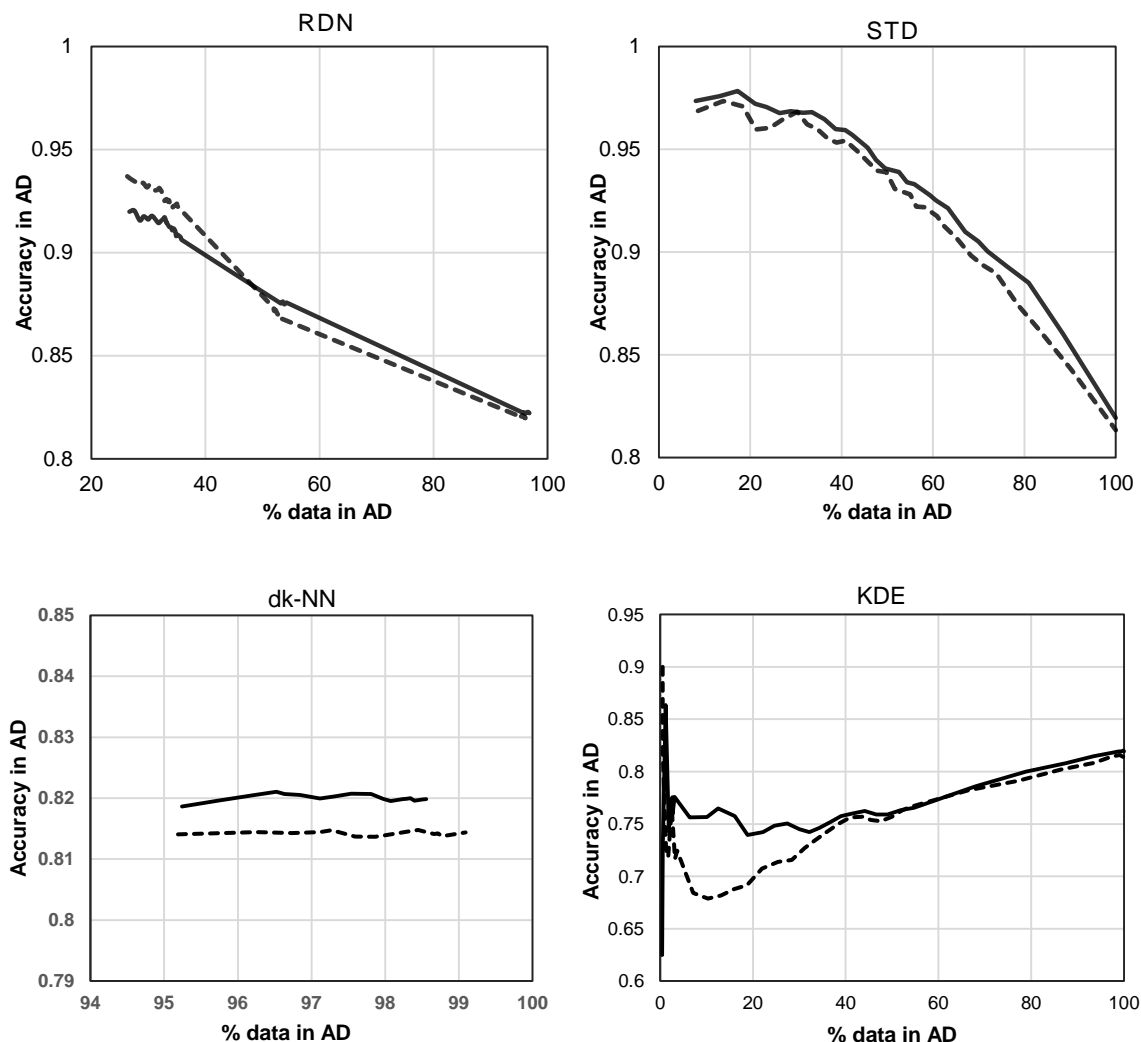 RDN
1
0.95
0.9
0.85
0.8
Accuracy in AD
20 40 60 80 100
% data in AD
STD
1
0.95
0.9
0.85
0.8
Accuracy in AD
0 20 40 60 80 100
% data in AD
dk-NN
0.85
0.84
0.83
0.82
0.81
0.8
0.79
Accuracy in AD
94 95 96 97 98 99 100
% data in AD
KDE
0.95
0.9
0.85
0.8
0.75
0.7
0.65
0.6
Accuracy in AD
0 20 40 60 80 100
% data in AD